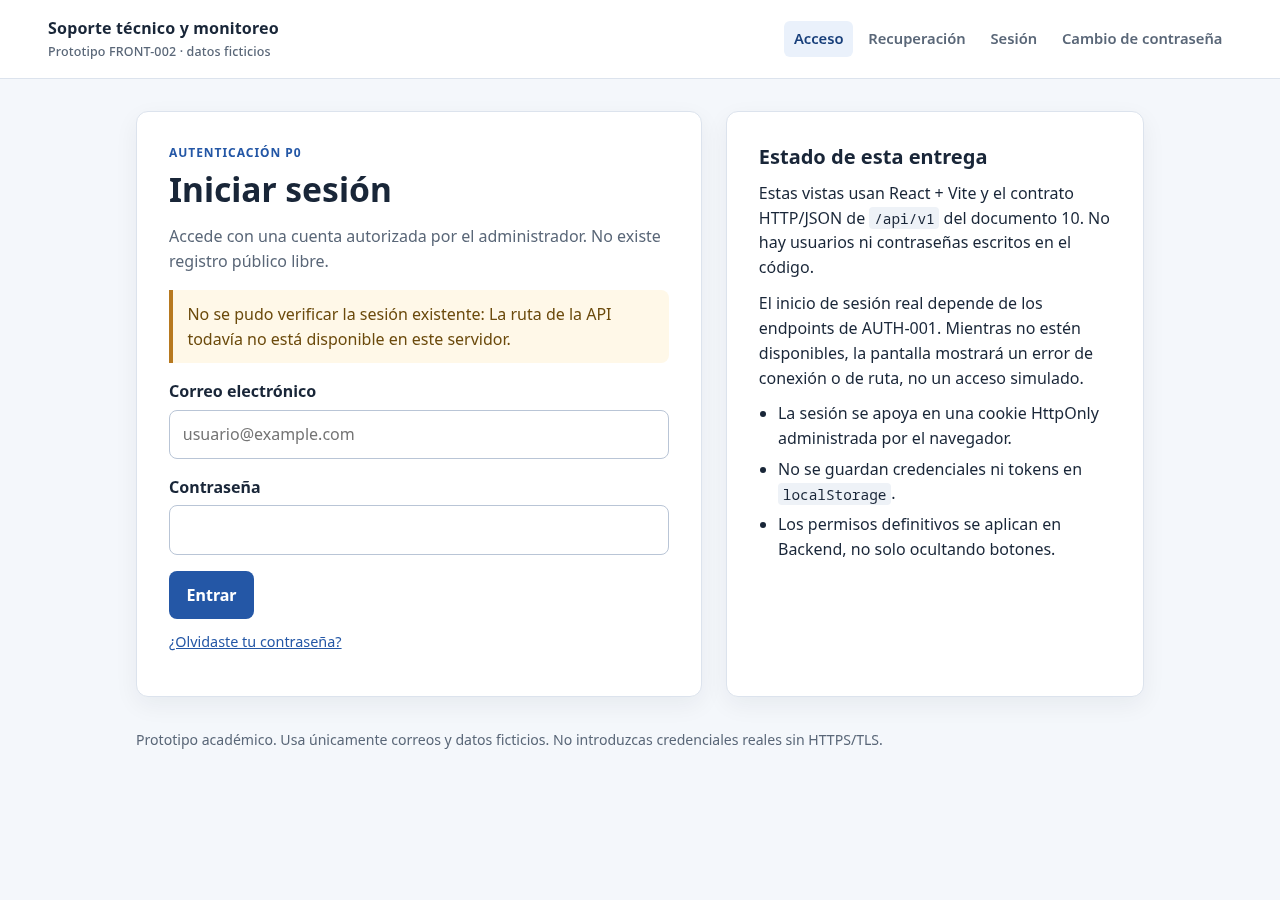 Soporte técnico y monitoreo
Prototipo FRONT-002 · datos ficticios
Acceso
Recuperación
Sesión
Cambio de contraseña
AUTENTICACIÓN P0
Iniciar sesión
Accede con una cuenta autorizada por el administrador. No existe
registro público libre.
No se pudo verificar la sesión existente: La ruta de la API
todavía no está disponible en este servidor.
Correo electrónico
usuario@example.com
Contraseña
Entrar
¿Olvidaste tu contraseña?
Estado de esta entrega
Estas vistas usan React + Vite y el contrato
HTTP/JSON de /api/v1 del documento 10. No
hay usuarios ni contraseñas escritos en el
código.
El inicio de sesión real depende de los
endpoints de AUTH-001. Mientras no estén
disponibles, la pantalla mostrará un error de
conexión o de ruta, no un acceso simulado.
• La sesión se apoya en una cookie HttpOnly
administrada por el navegador.
• No se guardan credenciales ni tokens en
localStorage.
• Los permisos definitivos se aplican en
Backend, no solo ocultando botones.
Prototipo académico. Usa únicamente correos y datos ficticios. No introduzcas credenciales reales sin HTTPS/TLS.